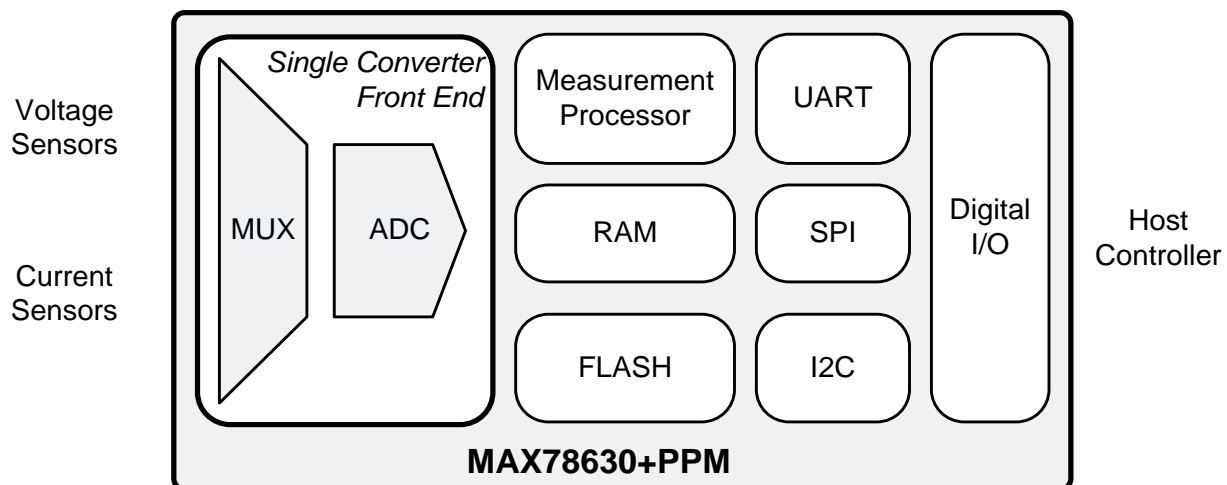 Voltage
Sensors
Current
Sensors
Single Converter
Front End
MUX
ADC
Measurement
Processor
UART
RAM
SPI
FLASH
I2C
Digital
I/O
Host
Controller
MAX78630+PPM